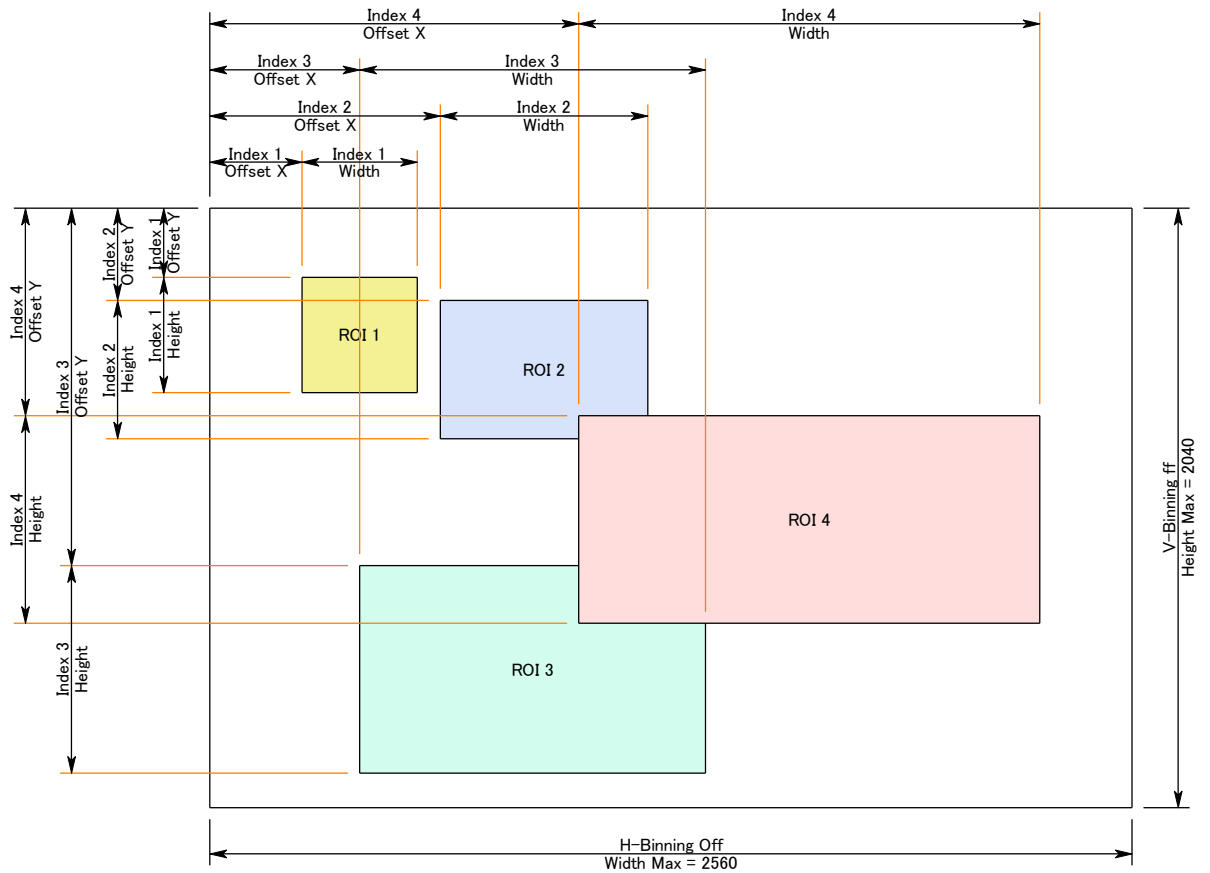 Index 4
Offset X
Index 4
Width
Index 3
Offset X
Index 3
Width
Index 2
Offset X
Index 2
Width
Index 1
Offset X
Index 1
Width
Index 4
Offset Y
Index 3
Offset Y
Index 2
Offset Y
Index 1
Offset Y
Index 1
Height
Index 2
Height
Index 4
Height
Index 3
Height
ROI 1
ROI 2
ROI 4
ROI 3
V-Binning ff
Height Max = 2040
H-Binning Off
Width Max = 2560